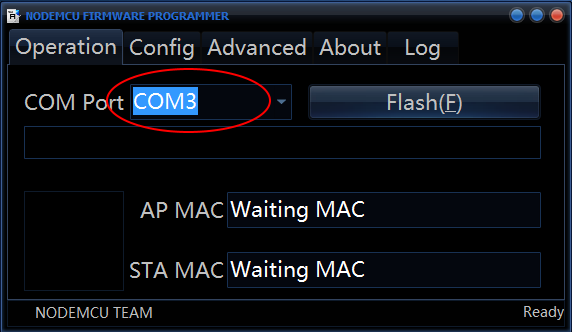 NODEMCU FIRMWARE PROGRAMMER
Operation Config Advanced About Log
COM Port COM3 Flash(F)
AP MAC Waiting MAC
STA MAC Waiting MAC
NODEMCU TEAM Ready